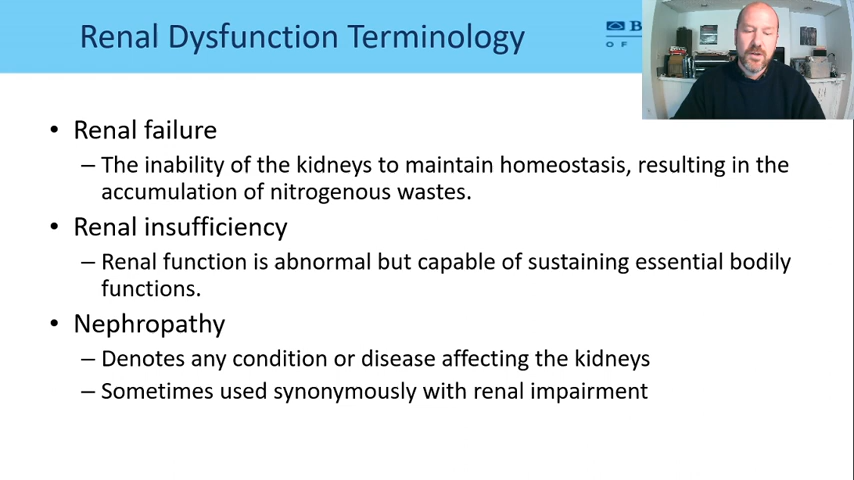 Renal Dysfunction Terminology
B
O F
• Renal failure
– The inability of the kidneys to maintain homeostasis, resulting in the
accumulation of nitrogenous wastes.
• Renal insufficiency
– Renal function is abnormal but capable of sustaining essential bodily
functions.
• Nephropathy
– Denotes any condition or disease affecting the kidneys
– Sometimes used synonymously with renal impairment